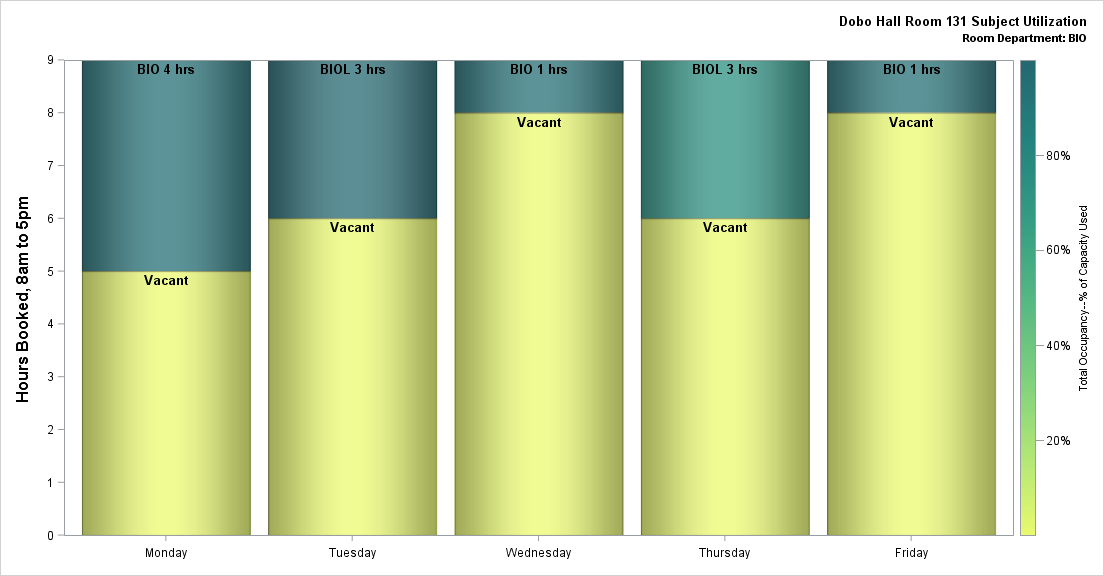 Dobo Hall Room 131 Subject Utilization
Room Department: BIO
Hours Booked, 8am to 5pm
9
8
7
6
5
4
3
2
1
0
BIO 4 hrs
Vacant
BIOL 3 hrs
Vacant
BIO 1 hrs
Vacant
BIOL 3 hrs
Vacant
BIO 1 hrs
Vacant
Monday
Tuesday
Wednesday
Thursday
Friday
80%
60%
40%
20%
Total Occupancy--% of Capacity Used